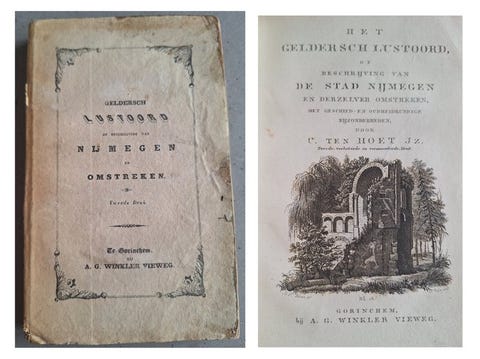 GELDERSCH
LUSTOORD
OF BESCHRIJVING VAN
NIJMEGEN
EN
OMSTREKEN.
Tweede Druk
Te Gorinchem,
BIJ
A. G. WINKLER VIEWEG.
HET
GELDERSCH LUSTOORD,
OF
BESCHRIJVING VAN
DE STAD NIJMEGEN
EN DERZELVER OMSTREKEN,
MET GESCHIED- EN OUDHEIDKUNDIGE
BIJZONDERHEDEN,
DOOR
C. TEN HOET JZ.
Tweede, verbeterde en vermeerderde Druk.
GORINCHEM,
bij A. G. WINKLER VIEWEG.